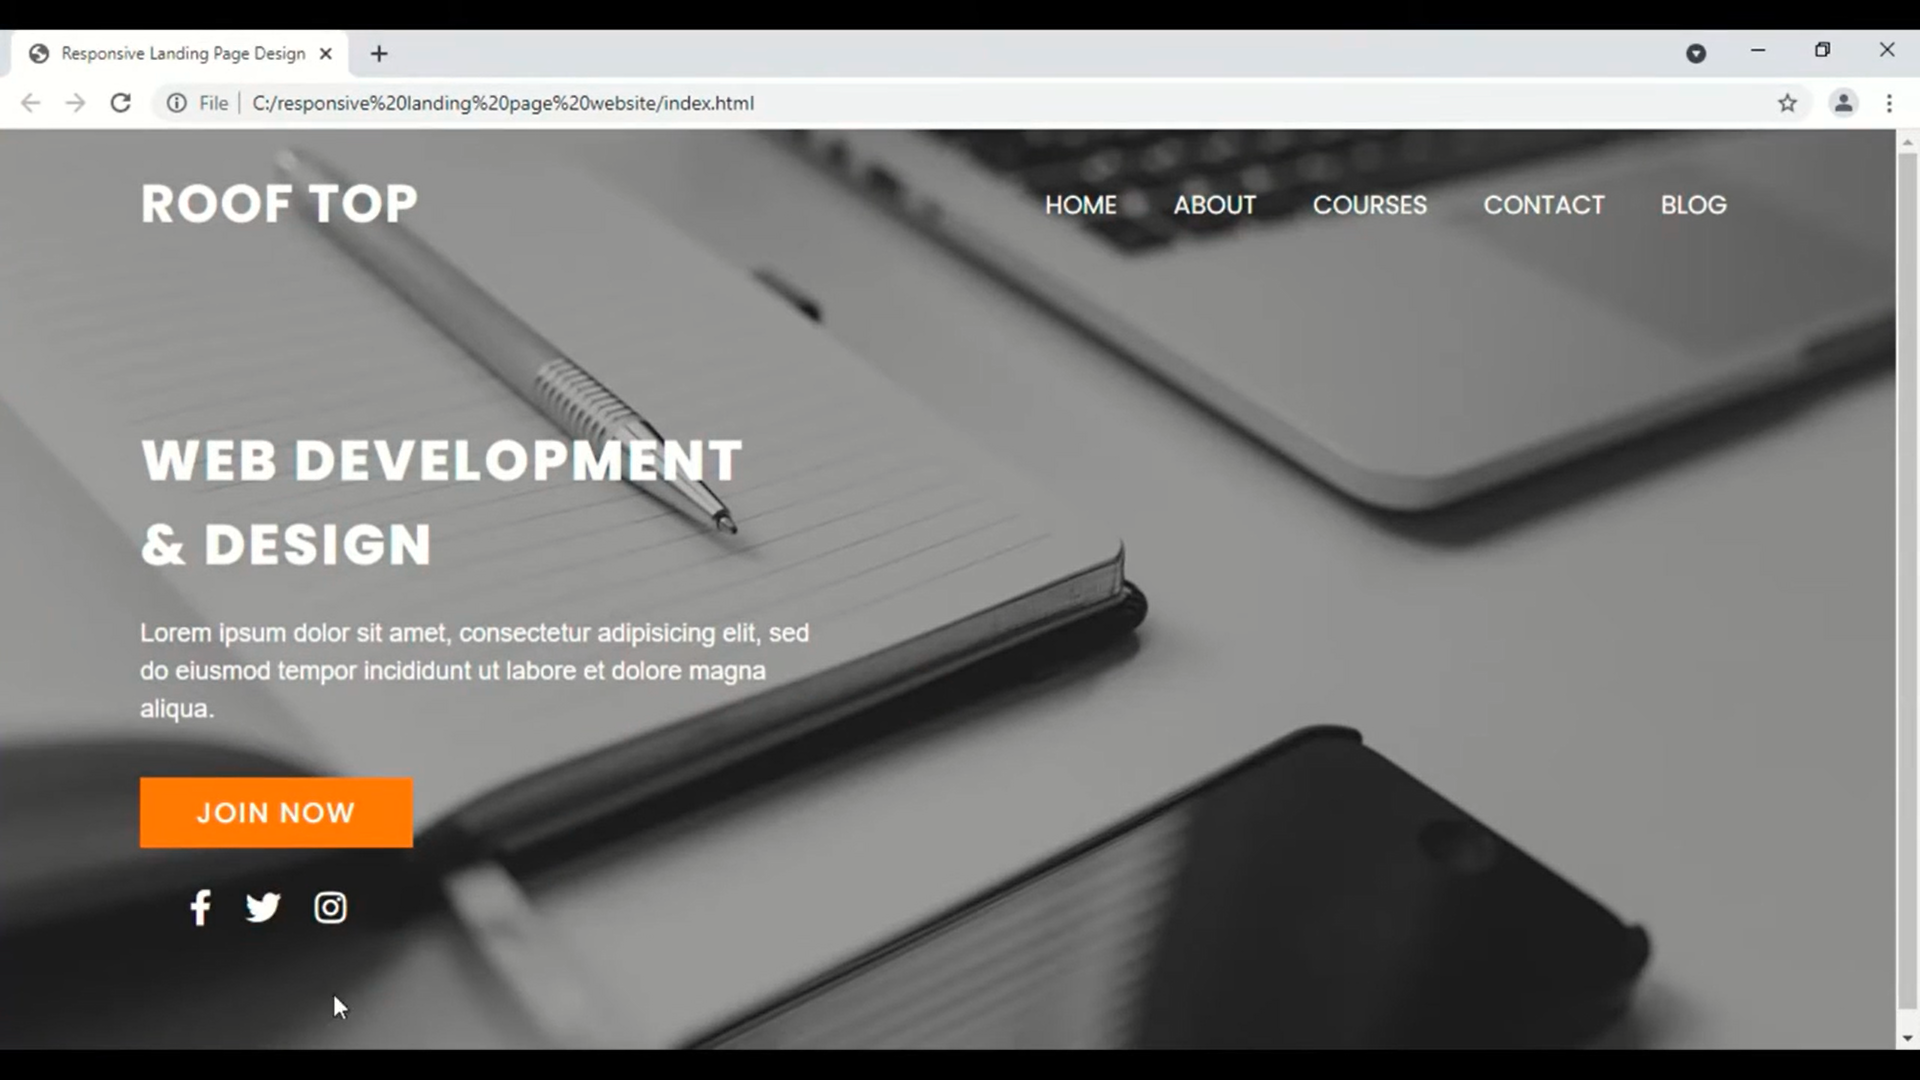 Responsive Landing Page Design
File
C:/responsive%20landing%20page%20website/index.html
ROOF TOP
HOME ABOUT COURSES CONTACT BLOG
WEB DEVELOPMENT
& DESIGN
Lorem ipsum dolor sit amet, consectetur adipisicing elit, sed
do eiusmod tempor incididunt ut labore et dolore magna
aliqua.
JOIN NOW